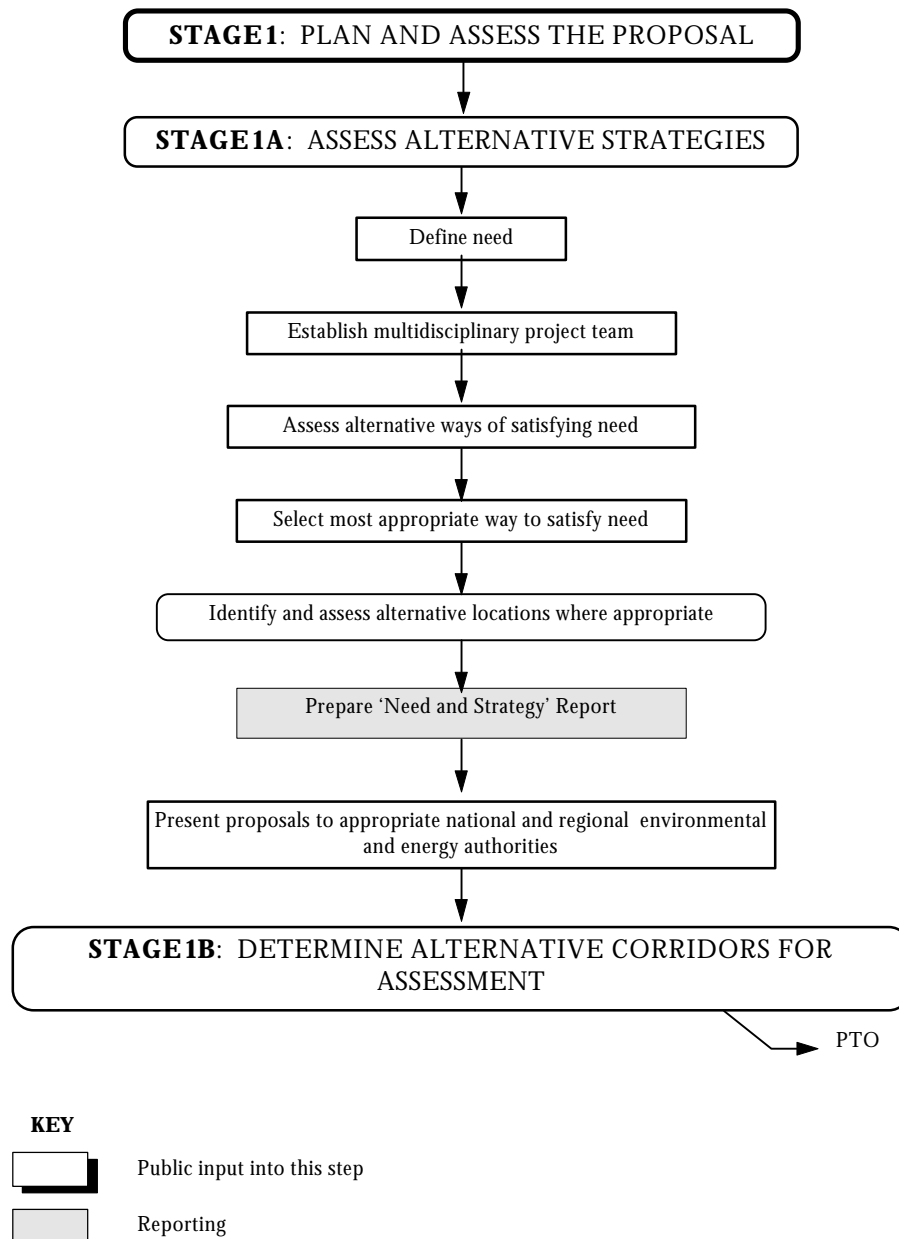 STAGE1: PLAN AND ASSESS THE PROPOSAL
STAGE1A: ASSESS ALTERNATIVE STRATEGIES
Define need
Establish multidisciplinary project team
Assess alternative ways of satisfying need
Select most appropriate way to satisfy need
Identify and assess alternative locations where appropriate
Prepare ‘Need and Strategy’ Report
Present proposals to appropriate national and regional environmental
and energy authorities
STAGE1B: DETERMINE ALTERNATIVE CORRIDORS FOR
ASSESSMENT
PTO
KEY
Public input into this step
Reporting